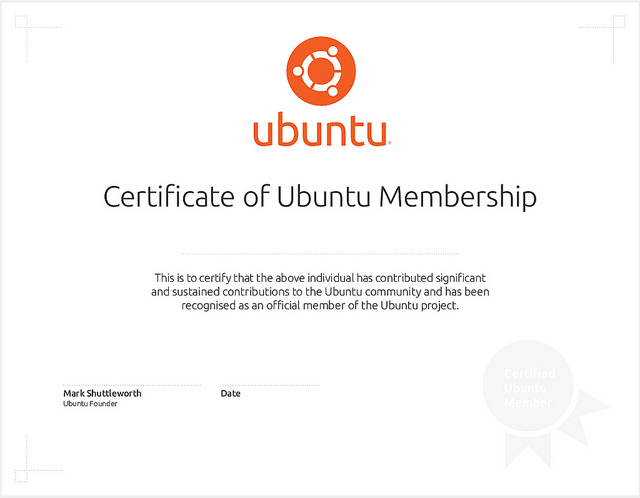 ubuntu
Certificate of Ubuntu Membership
This is to certify that the above individual has contributed significant
and sustained contributions to the Ubuntu community and has been
recognised as an official member of the Ubuntu project.
Mark Shuttleworth
Ubuntu Founder
Date
Certified
Ubuntu
Member